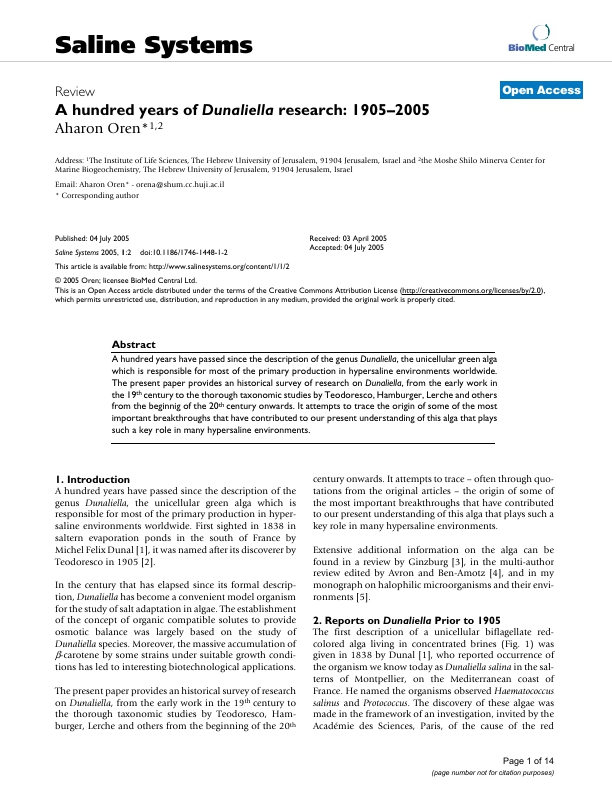 Saline Systems
BioMed Central
Review
Open Access
A hundred years of Dunaliella research: 1905–2005
Aharon Oren*1,2
Address: 1The Institute of Life Sciences, The Hebrew University of Jerusalem, 91904 Jerusalem, Israel and 2the Moshe Shilo Minerva Center for
Marine Biogeochemistry, The Hebrew University of Jerusalem, 91904 Jerusalem, Israel
Email: Aharon Oren* - orena@shum.cc.huji.ac.il
* Corresponding author
Published: 04 July 2005
Saline Systems 2005, 1:2 doi:10.1186/1746-1448-1-2
This article is available from: http://www.salinesystems.org/content/1/1/2
Received: 03 April 2005
Accepted: 04 July 2005
© 2005 Oren; licensee BioMed Central Ltd.
This is an Open Access article distributed under the terms of the Creative Commons Attribution License (http://creativecommons.org/licenses/by/2.0),
which permits unrestricted use, distribution, and reproduction in any medium, provided the original work is properly cited.
Abstract
A hundred years have passed since the description of the genus Dunaliella, the unicellular green alga
which is responsible for most of the primary production in hypersaline environments worldwide.
The present paper provides an historical survey of research on Dunaliella, from the early work in
the 19th century to the thorough taxonomic studies by Teodoresco, Hamburger, Lerche and others
from the beginnig of the 20th century onwards. It attempts to trace the origin of some of the most
important breakthroughs that have contributed to our present understanding of this alga that plays
such a key role in many hypersaline environments.
1. Introduction
A hundred years have passed since the description of the
genus Dunaliella, the unicellular green alga which is
responsible for most of the primary production in hyper-
saline environments worldwide. First sighted in 1838 in
saltern evaporation ponds in the south of France by
Michel Felix Dunal [1], it was named after its discoverer by
Teodoresco in 1905 [2].
In the century that has elapsed since its formal descrip-
tion, Dunaliella has become a convenient model organism
for the study of salt adaptation in algae. The establishment
of the concept of organic compatible solutes to provide
osmotic balance was largely based on the study of
Dunaliella species. Moreover, the massive accumulation of
β-carotene by some strains under suitable growth condi-
tions has led to interesting biotechnological applications.
The present paper provides an historical survey of research
on Dunaliella, from the early work in the 19th century to
the thorough taxonomic studies by Teodoresco, Ham-
burger, Lerche and others from the beginning of the 20th
century onwards. It attempts to trace – often through quo-
tations from the original articles – the origin of some of
the most important breakthroughs that have contributed
to our present understanding of this alga that plays such a
key role in many hypersaline environments.
Extensive additional information on the alga can be
found in a review by Ginzburg [3], in the multi-author
review edited by Avron and Ben-Amotz [4], and in my
monograph on halophilic microorganisms and their envi-
ronments [5].
2. Reports on Dunaliella Prior to 1905
The first description of a unicellular biflagellate red-
colored alga living in concentrated brines (Fig. 1) was
given in 1838 by Dunal [1], who reported occurrence of
the organism we know today as Dunaliella salina in the sal-
terns of Montpellier, on the Mediterranean coast of
France. He named the organisms observed Haematococcus
salinus and Protococcus. The discovery of these algae was
made in the framework of an investigation, invited by the
Académie des Sciences, Paris, of the cause of the red
Page 1 of 14
(page number not for citation purposes)